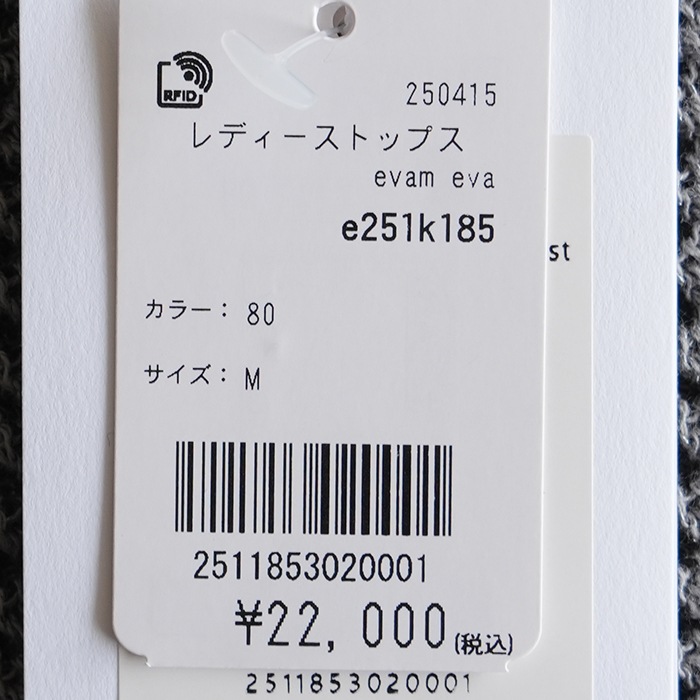 RFID
250415
レディーストップス
evam eva
e251k185
st
カラー： 80
サイズ： M
2511853020001
¥22,000(税込)
2511853020001